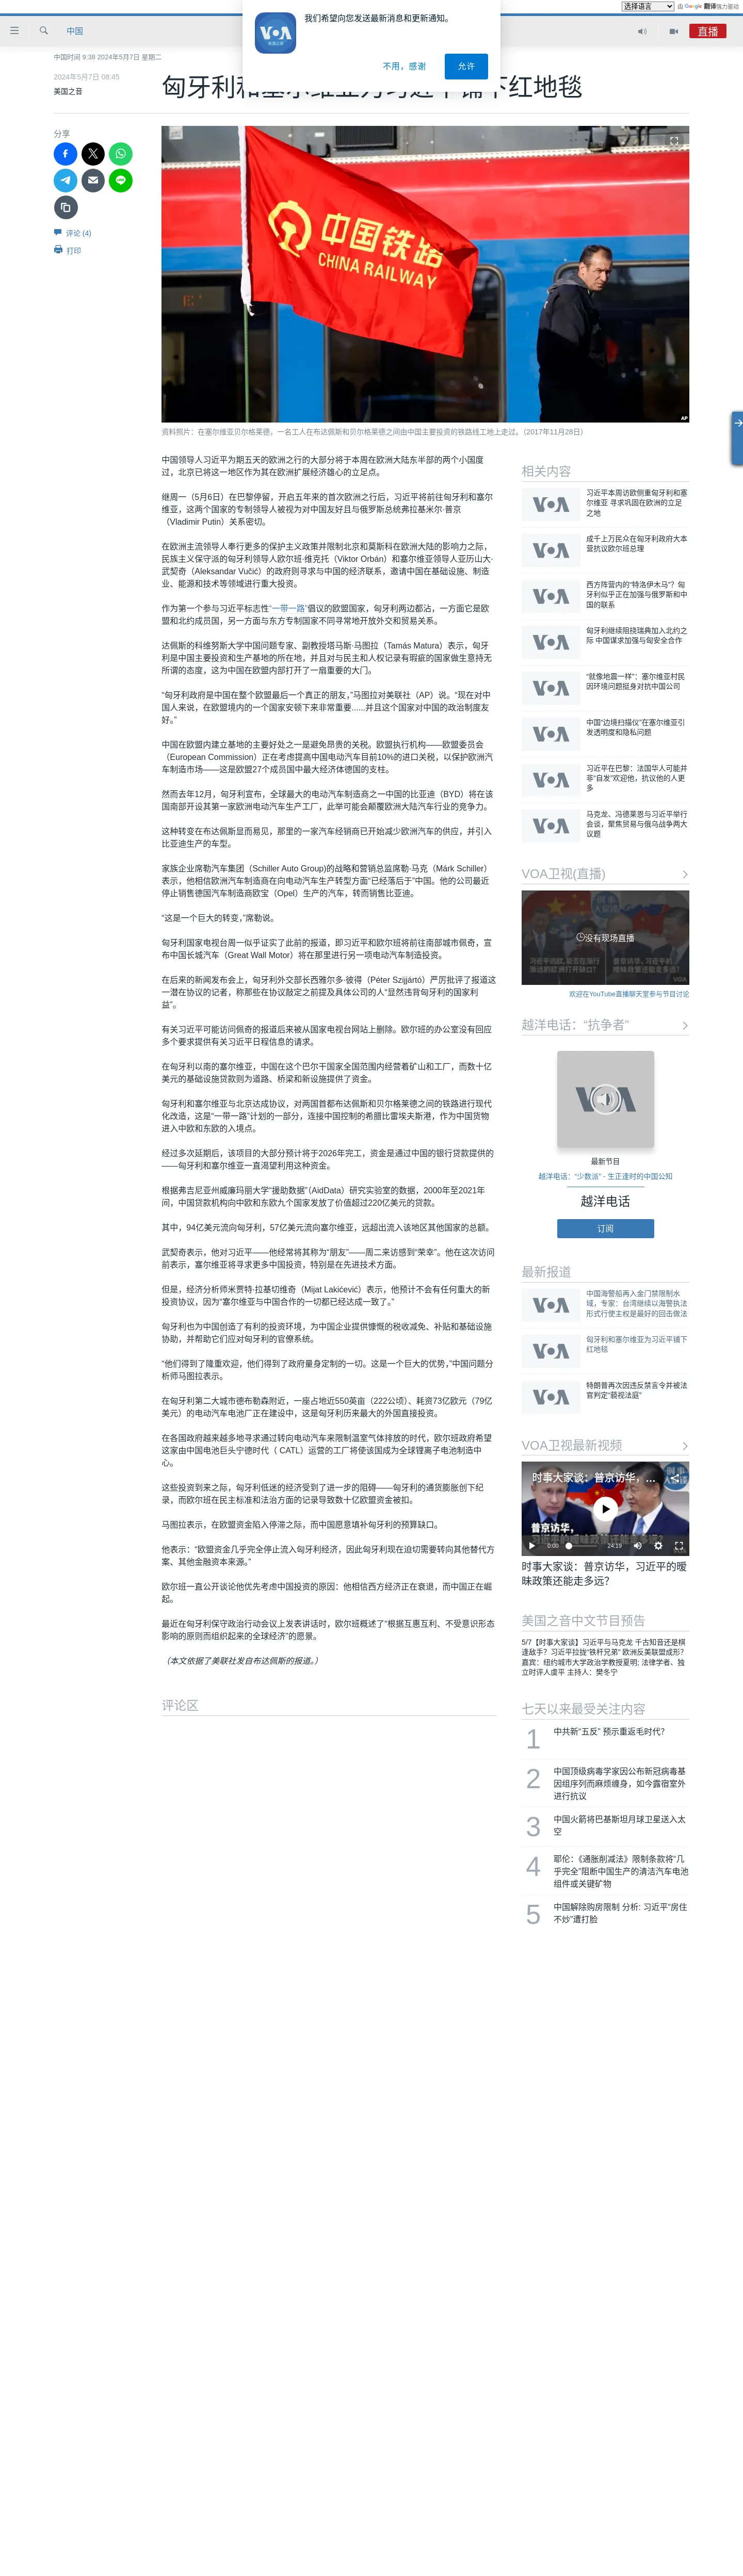 选择语言
由 Google 翻译强力驱动
我们希望向您发送最新消息和更新通知。
不用，感谢
允许
中国
直播
中国时间 9:38 2024年5月7日 星期二
2024年5月7日 08:45
美国之音
匈牙利和塞尔维亚为习近平铺下红地毯
分享
评论 (4)
打印
中国铁路
CHINA RAILWAY
AP
资料照片：在塞尔维亚贝尔格莱德，一名工人在布达佩斯和贝尔格莱德之间由中国主要投资的铁路线工地上走过。（2017年11月28日）
中国领导人习近平为期五天的欧洲之行的大部分将于本周在欧洲大陆东半部的两个小国度
过，北京已将这一地区作为其在欧洲扩展经济雄心的立足点。
继周一（5月6日）在巴黎停留，开启五年来的首次欧洲之行后，习近平将前往匈牙利和塞尔
维亚，这两个国家的专制领导人被视为对中国友好且与俄罗斯总统弗拉基米尔·普京
（Vladimir Putin）关系密切。
在欧洲主流领导人奉行更多的保护主义政策并限制北京和莫斯科在欧洲大陆的影响力之际，
民族主义保守派的匈牙利领导人欧尔班·维克托（Viktor Orbán）和塞尔维亚领导人亚历山大·
武契奇（Aleksandar Vučić）的政府则寻求与中国的经济联系，邀请中国在基础设施、制造
业、能源和技术等领域进行重大投资。
作为第一个参与习近平标志性“一带一路”倡议的欧盟国家，匈牙利两边都沾，一方面它是欧
盟和北约成员国，另一方面与东方专制国家不同寻常地开放外交和贸易关系。
达佩斯的科维努斯大学中国问题专家、副教授塔马斯·马图拉（Tamás Matura）表示，匈牙
利是中国主要投资和生产基地的所在地，并且对与民主和人权记录有瑕疵的国家做生意持无
所谓的态度，这为中国在欧盟内部打开了一扇重要的大门。
“匈牙利政府是中国在整个欧盟最后一个真正的朋友，”马图拉对美联社（AP）说。“现在对中
国人来说，在欧盟境内的一个国家安顿下来非常重要......并且这个国家对中国的政治制度友
好。”
中国在欧盟内建立基地的主要好处之一是避免昂贵的关税。欧盟执行机构——欧盟委员会
（European Commission）正在考虑提高中国电动汽车目前10%的进口关税，以保护欧洲汽
车制造市场——这是欧盟27个成员国中最大经济体德国的支柱。
然而去年12月，匈牙利宣布，全球最大的电动汽车制造商之一中国的比亚迪（BYD）将在该
国南部开设其第一家欧洲电动汽车生产工厂，此举可能会颠覆欧洲大陆汽车行业的竞争力。
这种转变在布达佩斯显而易见，那里的一家汽车经销商已开始减少欧洲汽车的供应，并引入
比亚迪生产的车型。
家族企业席勒汽车集团（Schiller Auto Group)的战略和营销总监席勒·马克（Márk Schiller）
表示，他相信欧洲汽车制造商在向电动汽车生产转型方面“已经落后于”中国。他的公司最近
停止销售德国汽车制造商欧宝（Opel）生产的汽车，转而销售比亚迪。
“这是一个巨大的转变，”席勒说。
匈牙利国家电视台周一似乎证实了此前的报道，即习近平和欧尔班将前往南部城市佩奇，宣
布中国长城汽车（Great Wall Motor）将在那里进行另一项电动汽车制造投资。
在后来的新闻发布会上，匈牙利外交部长西雅尔多·彼得（Péter Szijjártó）严厉批评了报道这
一潜在协议的记者，称那些在协议敲定之前提及具体公司的人“显然违背匈牙利的国家利
益”。
有关习近平可能访问佩奇的报道后来被从国家电视台网站上删除。欧尔班的办公室没有回应
多个要求提供有关习近平日程信息的请求。
在匈牙利以南的塞尔维亚，中国在这个巴尔干国家全国范围内经营着矿山和工厂，而数十亿
美元的基础设施贷款则为道路、桥梁和新设施提供了资金。
匈牙利和塞尔维亚与北京达成协议，对两国首都布达佩斯和贝尔格莱德之间的铁路进行现代
化改造，这是“一带一路”计划的一部分，连接中国控制的希腊比雷埃夫斯港，作为中国货物
进入中欧和东欧的入境点。
经过多次延期后，该项目的大部分预计将于2026年完工，资金是通过中国的银行贷款提供的
——匈牙利和塞尔维亚一直渴望利用这种资金。
根据弗吉尼亚州威廉玛丽大学“援助数据”（AidData）研究实验室的数据，2000年至2021年
间，中国贷款机构向中欧和东欧九个国家发放了价值超过220亿美元的贷款。
其中，94亿美元流向匈牙利，57亿美元流向塞尔维亚，远超出流入该地区其他国家的总额。
武契奇表示，他对习近平——他经常将其称为“朋友”——周二来访感到“荣幸”。他在这次访问
前表示，塞尔维亚将寻求更多中国投资，特别是在先进技术方面。
但是，经济分析师米贾特·拉基切维奇（Mijat Lakićević）表示，他预计不会有任何重大的新
投资协议，因为“塞尔维亚与中国合作的一切都已经达成一致了。”
匈牙利也为中国创造了有利的投资环境，为中国企业提供慷慨的税收减免、补贴和基础设施
协助，并帮助它们应对匈牙利的官僚系统。
“他们得到了隆重欢迎，他们得到了政府量身定制的一切。这是一个巨大的优势，”中国问题分
析师马图拉表示。
在匈牙利第二大城市德布勒森附近，一座占地近550英亩（222公顷）、耗资73亿欧元（79亿
美元）的电动汽车电池厂正在建设中，这是匈牙利历来最大的外国直接投资。
在各国政府越来越多地寻求通过转向电动汽车来限制温室气体排放的时代，欧尔班政府希望
这家由中国电池巨头宁德时代（ CATL）运营的工厂将使该国成为全球锂离子电池制造中
心。
这些投资到来之际，匈牙利低迷的经济受到了进一步的阻碍——匈牙利的通货膨胀创下纪
录，而欧尔班在民主标准和法治方面的记录导致数十亿欧盟资金被扣。
马图拉表示，在欧盟资金陷入停滞之际，而中国愿意填补匈牙利的预算缺口。
他表示：“欧盟资金几乎完全停止流入匈牙利经济，因此匈牙利现在迫切需要转向其他替代方
案、其他金融资本来源。”
欧尔班一直公开谈论他优先考虑中国投资的原因：他相信西方经济正在衰退，而中国正在崛
起。
最近在匈牙利保守政治行动会议上发表讲话时，欧尔班概述了“根据互惠互利、不受意识形态
影响的原则而组织起来的全球经济”的愿景。
（本文依据了美联社发自布达佩斯的报道。）
评论区
相关内容
习近平本周访欧侧重匈牙利和塞
尔维亚 寻求巩固在欧洲的立足
之地
成千上万民众在匈牙利政府大本
营抗议欧尔班总理
西方阵营内的“特洛伊木马”？匈
牙利似乎正在加强与俄罗斯和中
国的联系
匈牙利继续阻挠瑞典加入北约之
际 中国谋求加强与匈安全合作
“就像地震一样”：塞尔维亚村民
因环境问题挺身对抗中国公司
中国“边境扫描仪”在塞尔维亚引
发透明度和隐私问题
习近平在巴黎：法国华人可能并
非“自发”欢迎他，抗议他的人更
多
马克龙、冯德莱恩与习近平举行
会谈，聚焦贸易与俄乌战争两大
议题
VOA卫视(直播)
没有现场直播
欢迎在YouTube直播聊天室参与节目讨论
越洋电话：“抗争者”
最新节目
越洋电话：“少数派” - 生正逢时的中国公知
越洋电话
订阅
最新报道
中国海警船再入金门禁限制水
域，专家：台湾继续以海警执法
形式行使主权是最好的回击做法
匈牙利和塞尔维亚为习近平铺下
红地毯
特朗普再次因违反禁言令并被法
官判定“藐视法庭”
VOA卫视最新视频
时事大家谈：普京访华，...
普京访华，
习近平的暧昧政策还能走多远？
0:00
24:19
时事大家谈：普京访华，习近平的暧
昧政策还能走多远？
美国之音中文节目预告
5/7【时事大家谈】习近平与马克龙 千古知音还是棋
逢敌手？习近平拉拢“铁杆兄弟” 欧洲反美联盟成形？
嘉宾：纽约城市大学政治学教授夏明; 法律学者、独
立时评人虞平 主持人：樊冬宁
七天以来最受关注内容
1
中共新“五反” 预示重返毛时代？
2
中国顶级病毒学家因公布新冠病毒基
因组序列而麻烦缠身，如今露宿室外
进行抗议
3
中国火箭将巴基斯坦月球卫星送入太
空
4
耶伦：《通胀削减法》限制条款将“几
乎完全”阻断中国生产的清洁汽车电池
组件或关键矿物
5
中国解除购房限制 分析: 习近平“房住
不炒”遭打脸